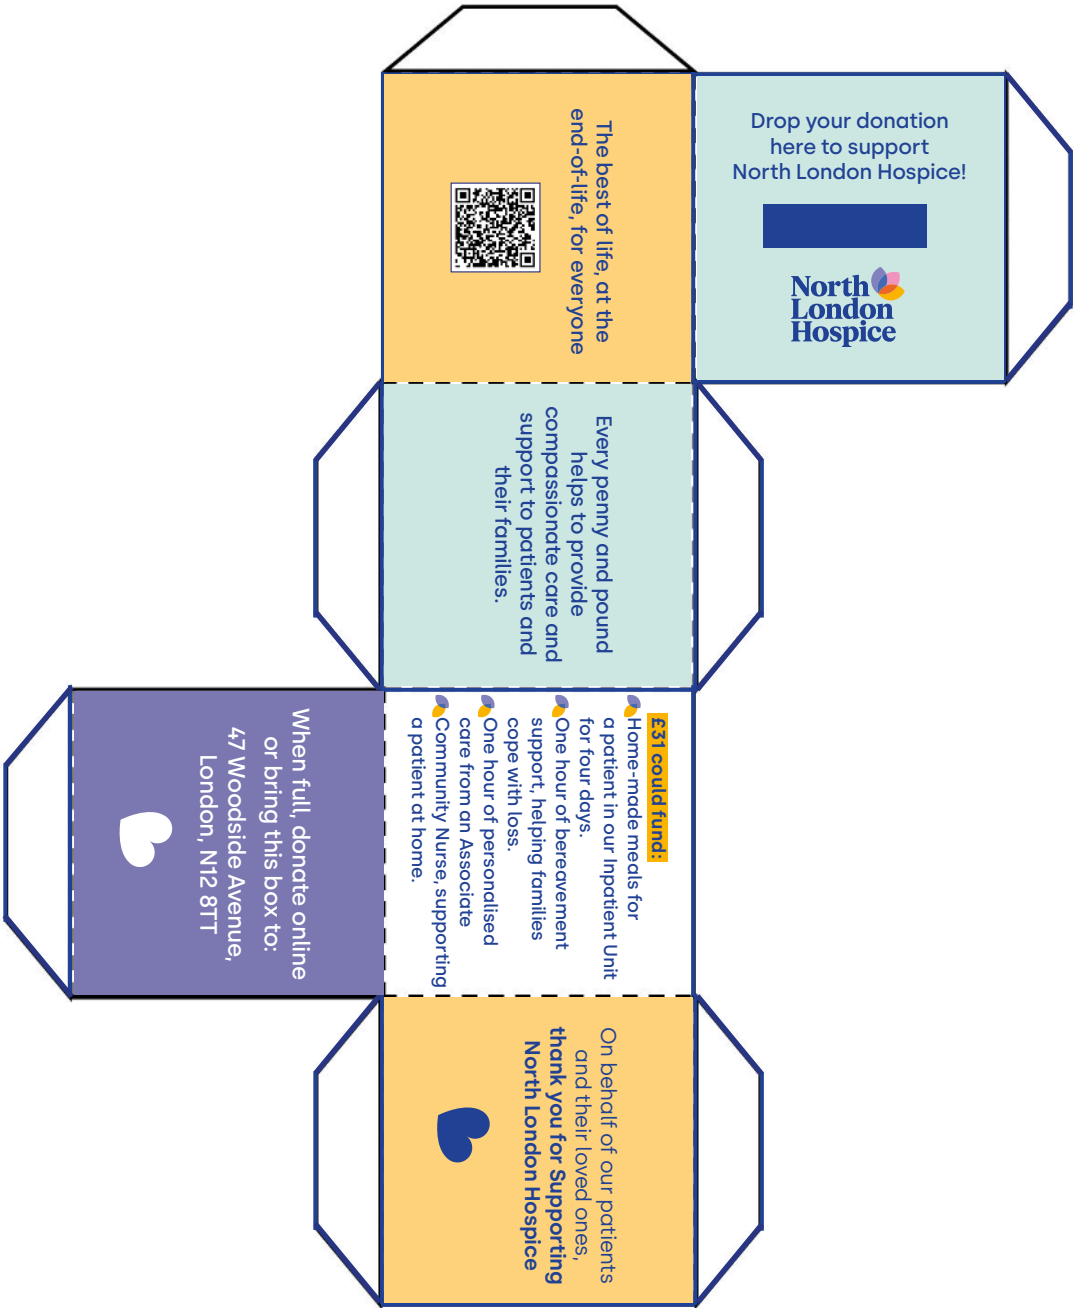 Drop your donation
here to support
North London Hospice!
North
London
Hospice
The best of life, at the
end-of-life, for everyone
Every penny and pound
helps to provide
compassionate care and
support to patients and
their families.
£31 could fund:
Home-made meals for
a patient in our Inpatient Unit
for four days.
One hour of bereavement
support, helping families
cope with loss.
One hour of personalised
care from an Associate
Community Nurse, supporting
a patient at home.
When full, donate online
or bring this box to:
47 Woodside Avenue,
London, N12 8TT
On behalf of our patients
and their loved ones,
thank you for Supporting
North London Hospice